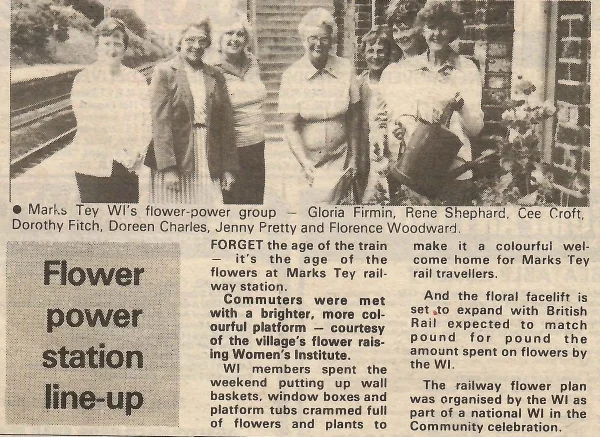 ● Marks Tey WI's flower-power group — Gloria Firmin, Rene Shephard, Cee Croft,
Dorothy Fitch, Doreen Charles, Jenny Pretty and Florence Woodward.
Flower
power
station
line-up
FORGET the age of the train
— it's the age of the
flowers at Marks Tey rail-
way station.
Commuters were met
with a brighter, more col-
ourful platform — courtesy
of the village's flower rais-
ing Women's Institute.
WI members spent the
weekend putting up wall
baskets, window boxes and
platform tubs crammed full
of flowers and plants to
make it a colourful wel-
come home for Marks Tey
rail travellers.
And the floral facelift is
set to expand with British
Rail expected to match
pound for pound the
amount spent on flowers by
the WI.
The railway flower plan
was organised by the WI as
part of a national WI in the
Community celebration.